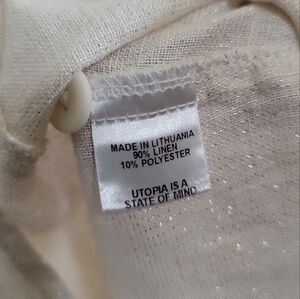 MADE IN LITHUANIA
90% LINEN
10% POLYESTER
UTOPIA IS A
STATE OF MIND